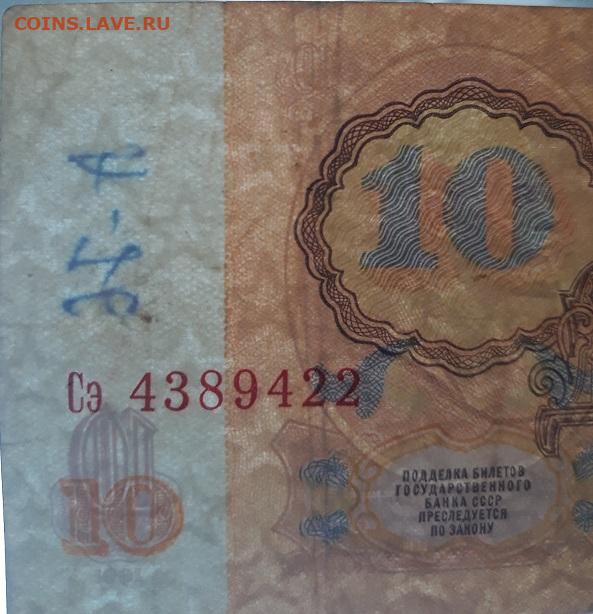 COINS.LAVE.RU
10
Сэ 4389422
10
ПОДДЕЛКА БИЛЕТОВ
ГОСУДАРСТВЕННОГО
БАНКА СССР
ПРЕСЛЕДУЕТСЯ
ПО ЗАКОНУ